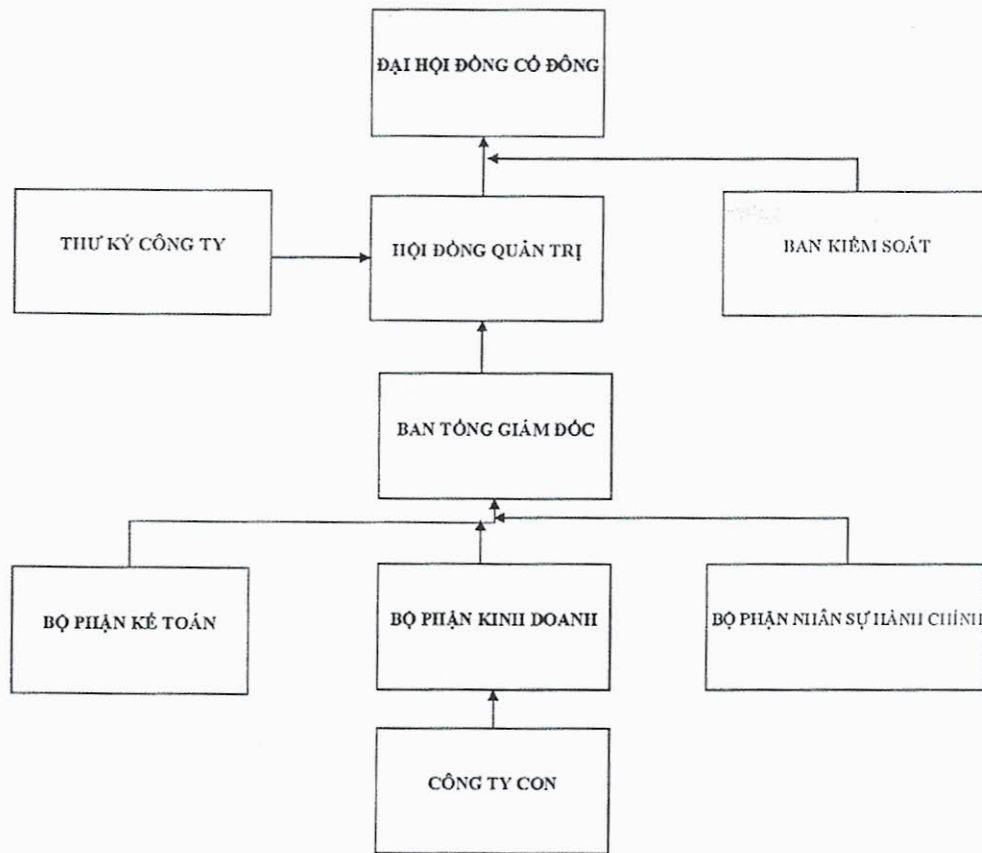 ĐẠI HỘI ĐỒNG CỔ ĐÔNG
THƯ KÝ CÔNG TY
HỘI ĐỒNG QUẢN TRỊ
BAN KIỂM SOÁT
BAN TỔNG GIÁM ĐỐC
BỘ PHẬN KẾ TOÁN
BỘ PHẬN KINH DOANH
BỘ PHẬN NHÂN SỰ HÀNH CHÍNH
CÔNG TY CON